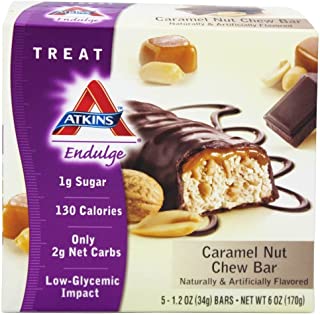 Caramel Nut
Chew Bar
Naturally & Artificially Flavored
TREAT
ATKINS™
Endulge
1g Sugar
130 Calories
Only
2g Net Carbs
Low-Glycemic
Impact
Caramel Nut
Chew Bar
Naturally & Artificially Flavored
5 - 1.2 OZ (34g) BARS • NET WT 6 OZ (170g)